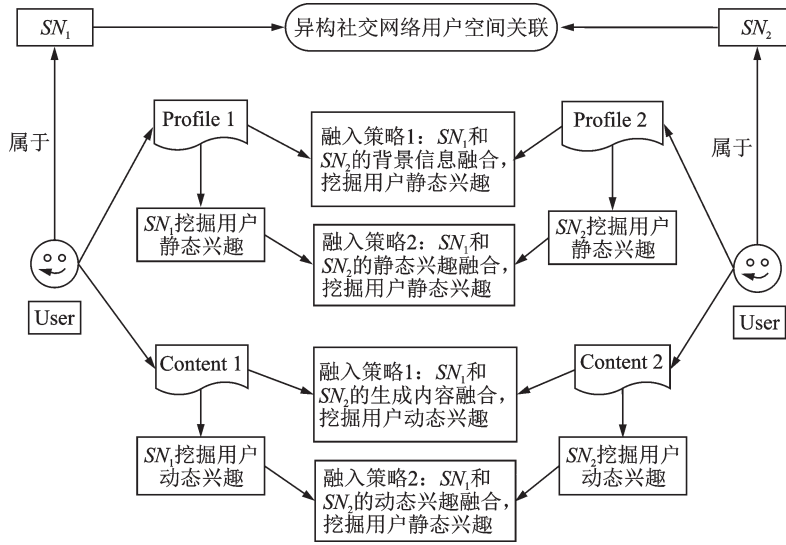 SN₁
异构社交网络用户空间关联
SN₂
属于
属于
Profile 1
Profile 2
融入策略1：SN₁和
SN₂的背景信息融合，
挖掘用户静态兴趣
SN₁挖掘用户
静态兴趣
SN₂挖掘用户
静态兴趣
融入策略2：SN₁和
SN₂的静态兴趣融合，
挖掘用户静态兴趣
User
User
Content 1
Content 2
融入策略1：SN₁和
SN₂的生成内容融合，
挖掘用户动态兴趣
SN₁挖掘用户
动态兴趣
SN₂挖掘用户
动态兴趣
融入策略2：SN₁和
SN₂的动态兴趣融合，
挖掘用户静态兴趣